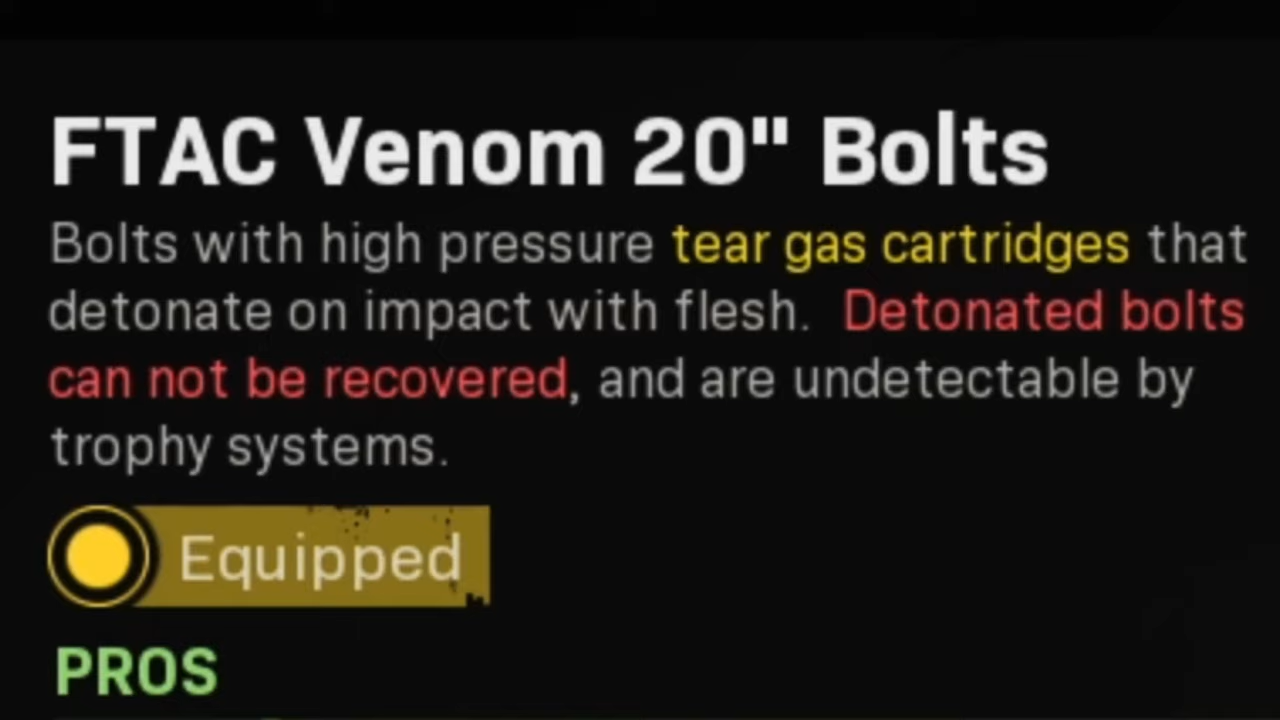 FTAC Venom 20" Bolts
Bolts with high pressure tear gas cartridges that
detonate on impact with flesh.  Detonated bolts
can not be recovered, and are undetectable by
trophy systems.
Equipped
PROS